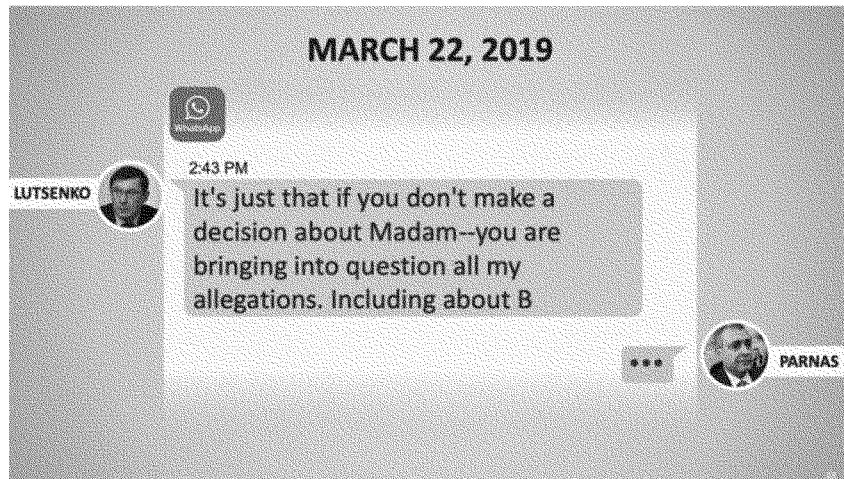 MARCH 22, 2019
WhatsApp
2:43 PM
LUTSENKO
It's just that if you don't make a
decision about Madam--you are
bringing into question all my
allegations. Including about B
PARNAS